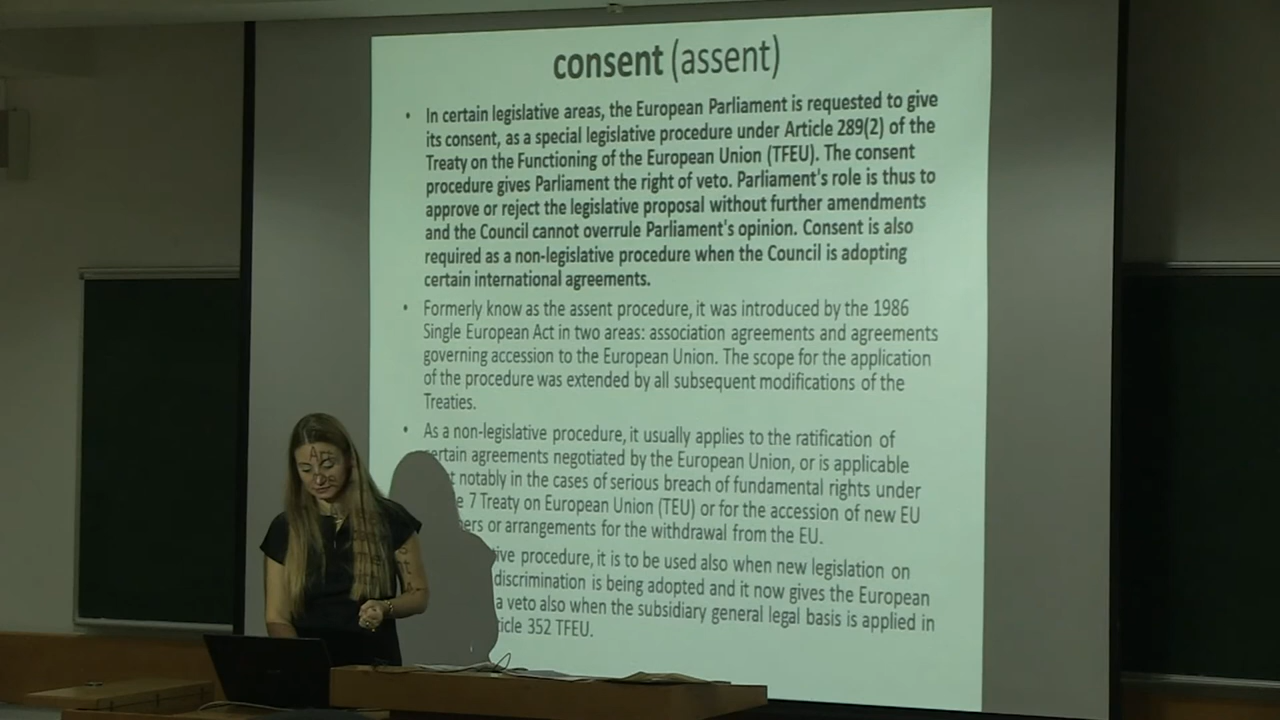 consent (assent)
• In certain legislative areas, the European Parliament is requested to give
its consent, as a special legislative procedure under Article 289(2) of the
Treaty on the Functioning of the European Union (TFEU). The consent
procedure gives Parliament the right of veto. Parliament's role is thus to
approve or reject the legislative proposal without further amendments
and the Council cannot overrule Parliament's opinion. Consent is also
required as a non-legislative procedure when the Council is adopting
certain international agreements.
• Formerly know as the assent procedure, it was introduced by the 1986
Single European Act in two areas: association agreements and agreements
governing accession to the European Union. The scope for the application
of the procedure was extended by all subsequent modifications of the
Treaties.
• As a non-legislative procedure, it usually applies to the ratification of
ertain agreements negotiated by the European Union, or is applicable
t notably in the cases of serious breach of fundamental rights under
e 7 Treaty on European Union (TEU) or for the accession of new EU
ers or arrangements for the withdrawal from the EU.
ive procedure, it is to be used also when new legislation on
discrimination is being adopted and it now gives the European
a veto also when the subsidiary general legal basis is applied in
ticle 352 TFEU.